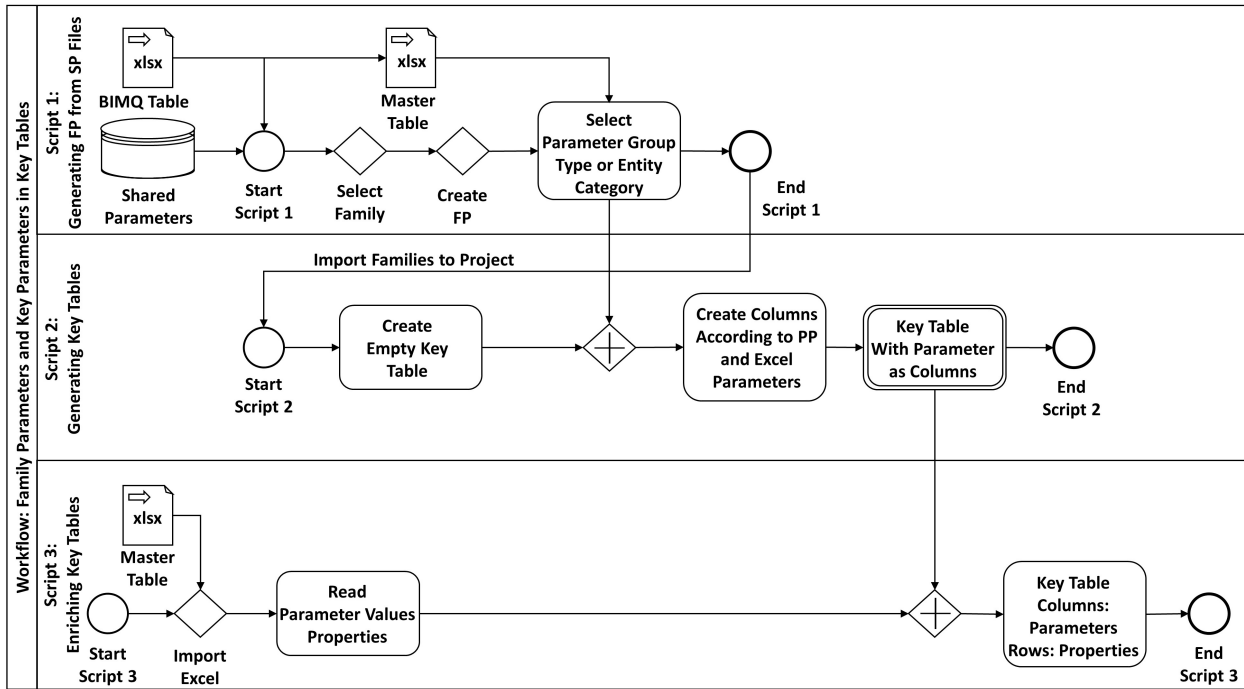 Workflow: Family Parameters and Key Parameters in Key Tables
Script 1:
Generating FP from SP Files
xlsx
BIMQ Table
xlsx
Master
Table
Shared
Parameters
Start
Script 1
Select
Family
Create
FP
Select
Parameter Group
Type or Entity
Category
End
Script 1
Script 2:
Generating Key Tables
Import Families to Project
Start
Script 2
Create
Empty Key
Table
Create Columns
According to PP
and Excel
Parameters
Key Table
With Parameter
as Columns
End
Script 2
Script 3:
Enriching Key Tables
xlsx
Master
Table
Start
Script 3
Import
Excel
Read
Parameter Values
Properties
Key Table
Columns:
Parameters
Rows: Properties
End
Script 3